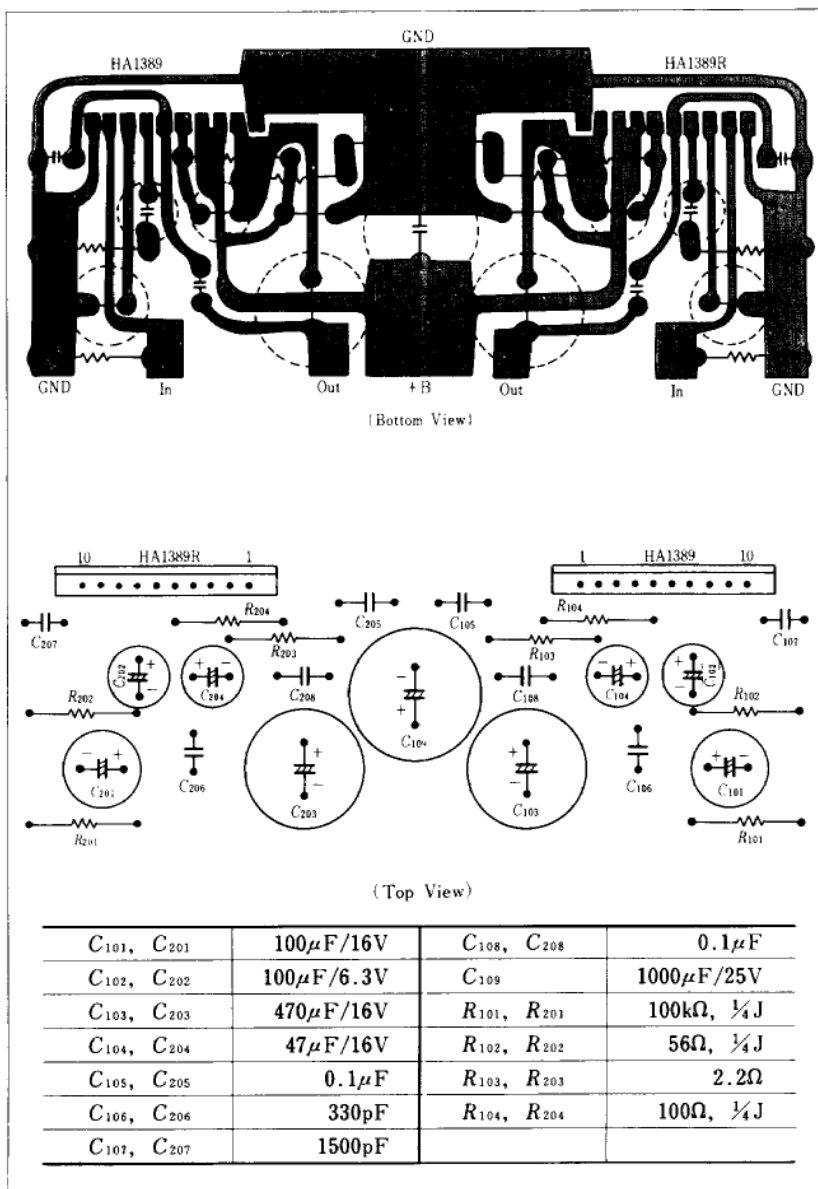 GND
HA1389 HA1389R
GND In Out + B Out In GND
(Bottom View)
10 HA1389R 1 1 HA1389 10
C207 R204 C205 C105 R104 C107
R203 R103
C202 C204 C208 C108 C104 C102
+ - + - - + + - + -
R202 R102
C201 C206 C203 C104 C103 C106 C101
- + + - + - + -
R201 R101
(Top View)
C101, C201 100μF/16V C108, C208 0.1μF
C102, C202 100μF/6.3V C109 1000μF/25V
C103, C203 470μF/16V R101, R201 100kΩ, ¼J
C104, C204 47μF/16V R102, R202 56Ω, ¼J
C105, C205 0.1μF R103, R203 2.2Ω
C106, C206 330pF R104, R204 100Ω, ¼J
C107, C207 1500pF